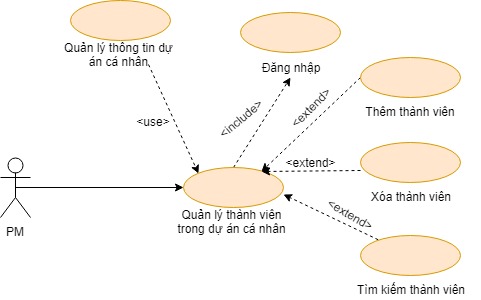 Quản lý thông tin dự
án cá nhân
Đăng nhập
Thêm thành viên
<use>
<include>
<extend>
<extend>
Xóa thành viên
<extend>
Quản lý thành viên
trong dự án cá nhân
PM
Tìm kiếm thành viên